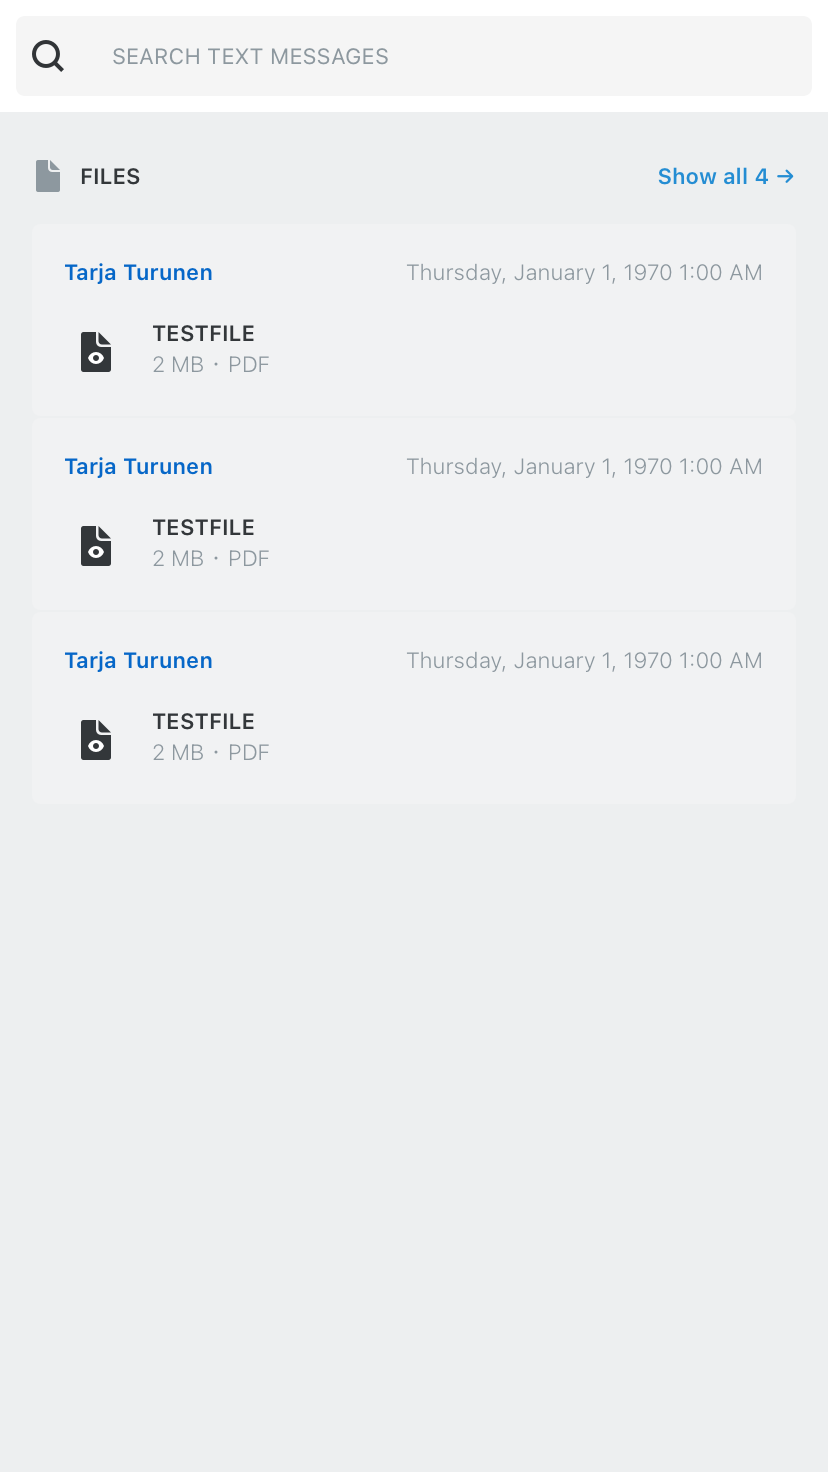 SEARCH TEXT MESSAGES
FILES
Show all 4 →
Tarja Turunen
Thursday, January 1, 1970 1:00 AM
TESTFILE
2 MB · PDF
Tarja Turunen
Thursday, January 1, 1970 1:00 AM
TESTFILE
2 MB · PDF
Tarja Turunen
Thursday, January 1, 1970 1:00 AM
TESTFILE
2 MB · PDF